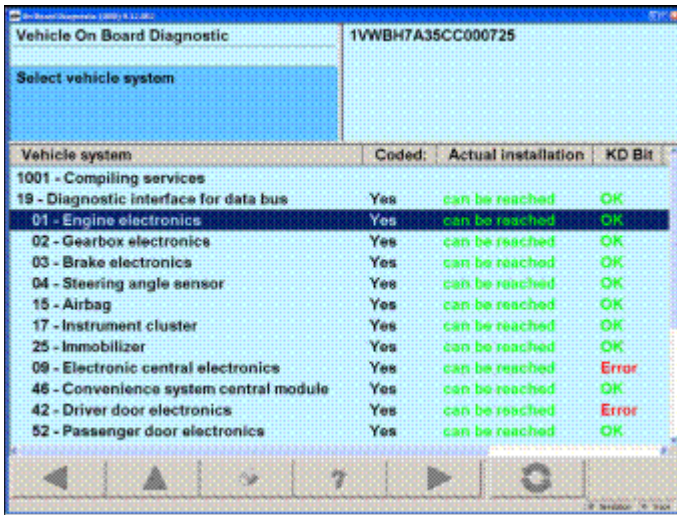 Vehicle On Board Diagnostic
1VWBH7A35CC000725
Select vehicle system
Vehicle system Coded: Actual installation KD Bit
1001 - Compiling services
19 - Diagnostic interface for data bus Yes can be reached OK
01 - Engine electronics Yes can be reached OK
02 - Gearbox electronics Yes can be reached OK
03 - Brake electronics Yes can be reached OK
04 - Steering angle sensor Yes can be reached OK
15 - Airbag Yes can be reached OK
17 - Instrument cluster Yes can be reached OK
25 - Immobilizer Yes can be reached OK
09 - Electronic central electronics Yes can be reached Error
46 - Convenience system central module Yes can be reached OK
42 - Driver door electronics Yes can be reached Error
52 - Passenger door electronics Yes can be reached OK
?